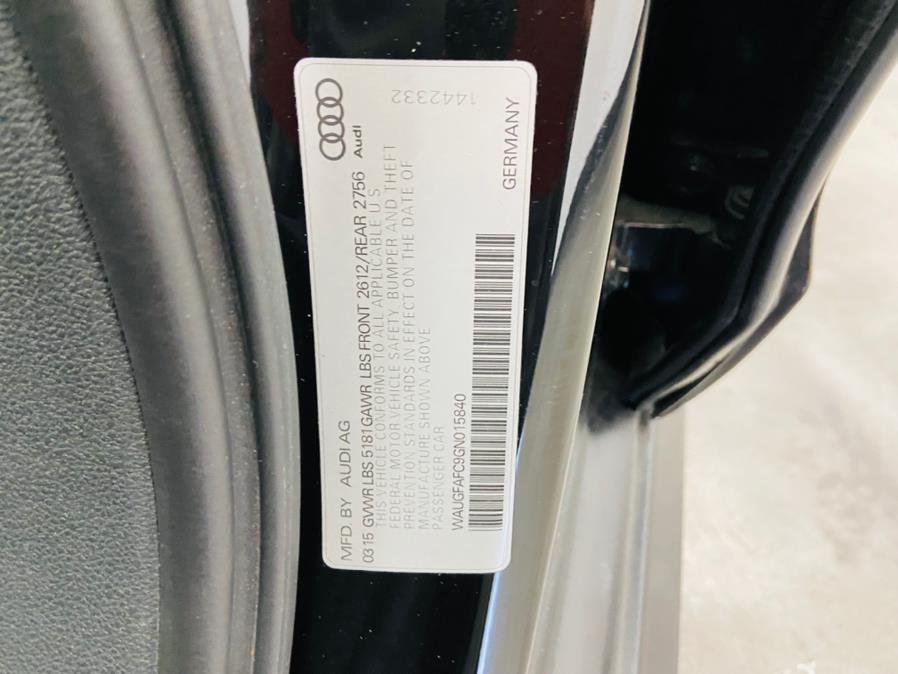 MFD. BY AUDI AG
Audi
0315 GVWR LBS 5181 GAWR LBS FRONT 2612/REAR 2756
THIS VEHICLE CONFORMS TO ALL APPLICABLE U.S
FEDERAL MOTOR VEHICLE SAFETY, BUMPER AND THEFT
PREVENTION STANDARDS IN EFFECT ON THE DATE OF
MANUFACTURE SHOWN ABOVE
PASSENGER CAR
WAUGFAFC9GN015840
GERMANY
1442332